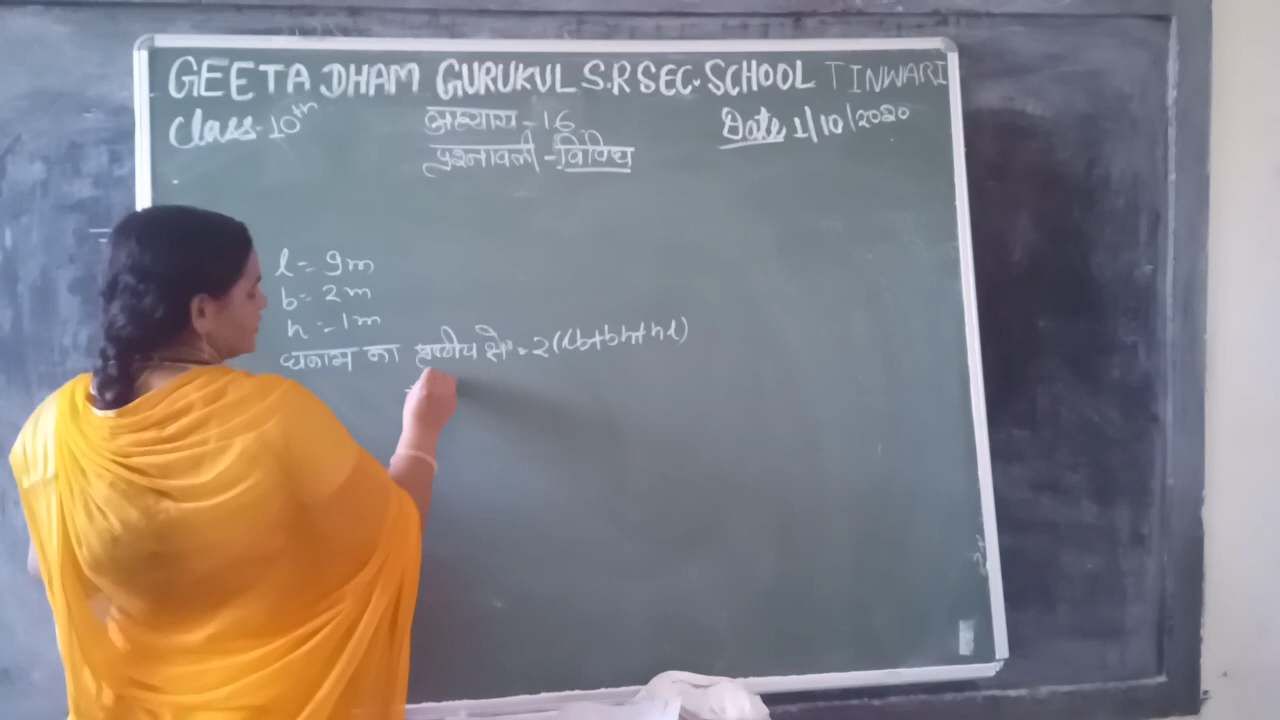 GEETA DHAM GURUKUL S.R SEC. SCHOOL TINWARI
Class-10th अध्याय-16 Date 1/10/2020
प्रश्नावली-विविध
l = 9m
b = 2m
h = 1m
घनाभ का पृष्ठीय क्षे० = 2(lb+bh+hl)